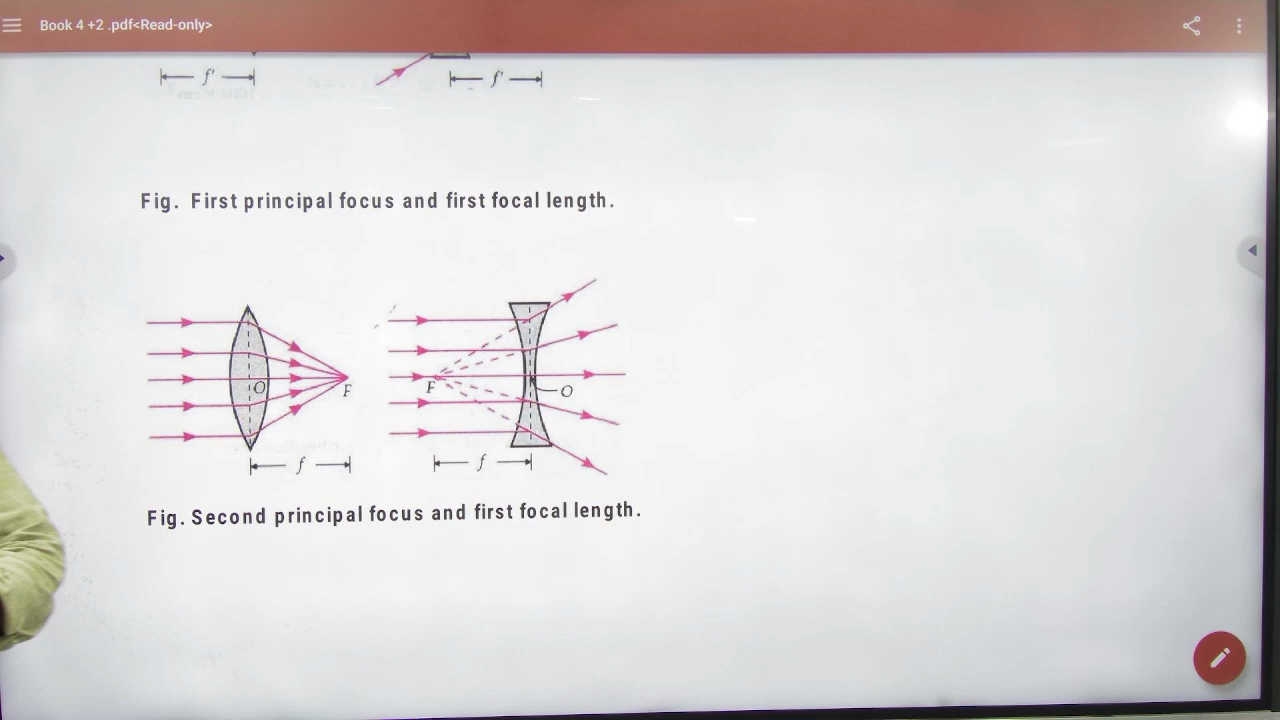 Book 4 +2 .pdf<Read-only>
f' f'
Fig. First principal focus and first focal length.
O F F O
f f
Fig. Second principal focus and first focal length.